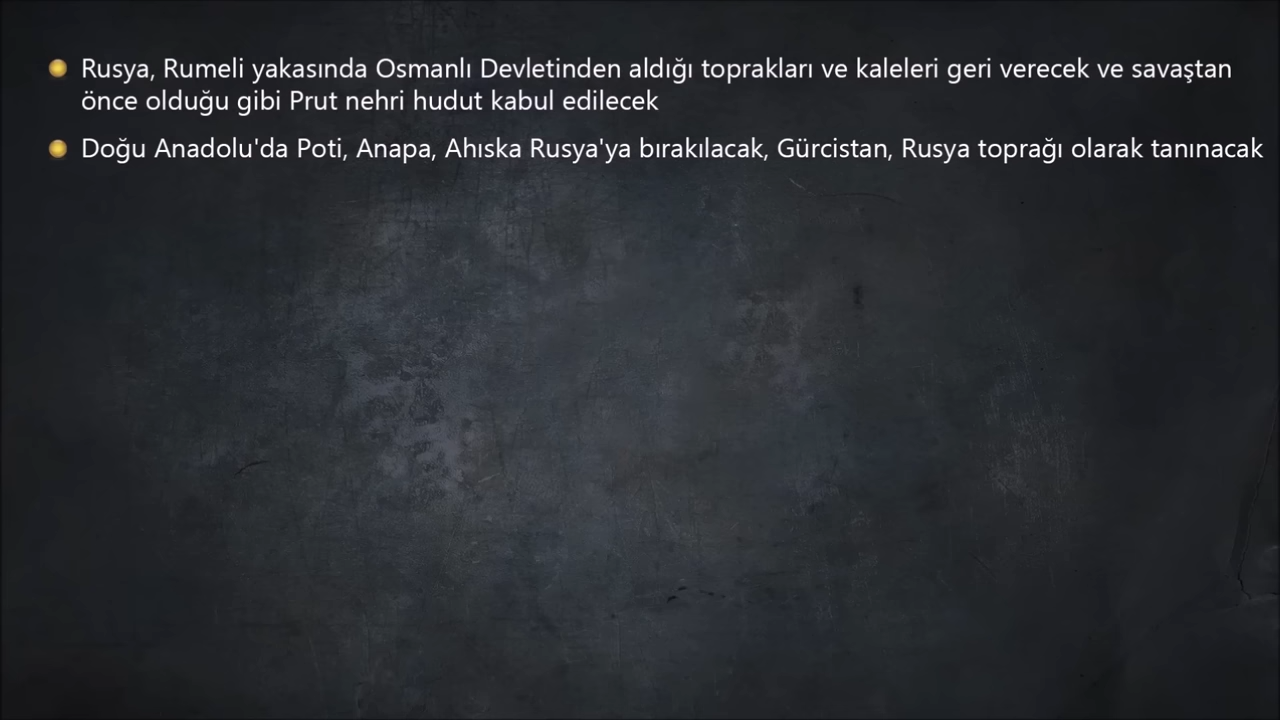 Rusya, Rumeli yakasında Osmanlı Devletinden aldığı toprakları ve kaleleri geri verecek ve savaştan
önce olduğu gibi Prut nehri hudut kabul edilecek
Doğu Anadolu'da Poti, Anapa, Ahıska Rusya'ya bırakılacak, Gürcistan, Rusya toprağı olarak tanınacak